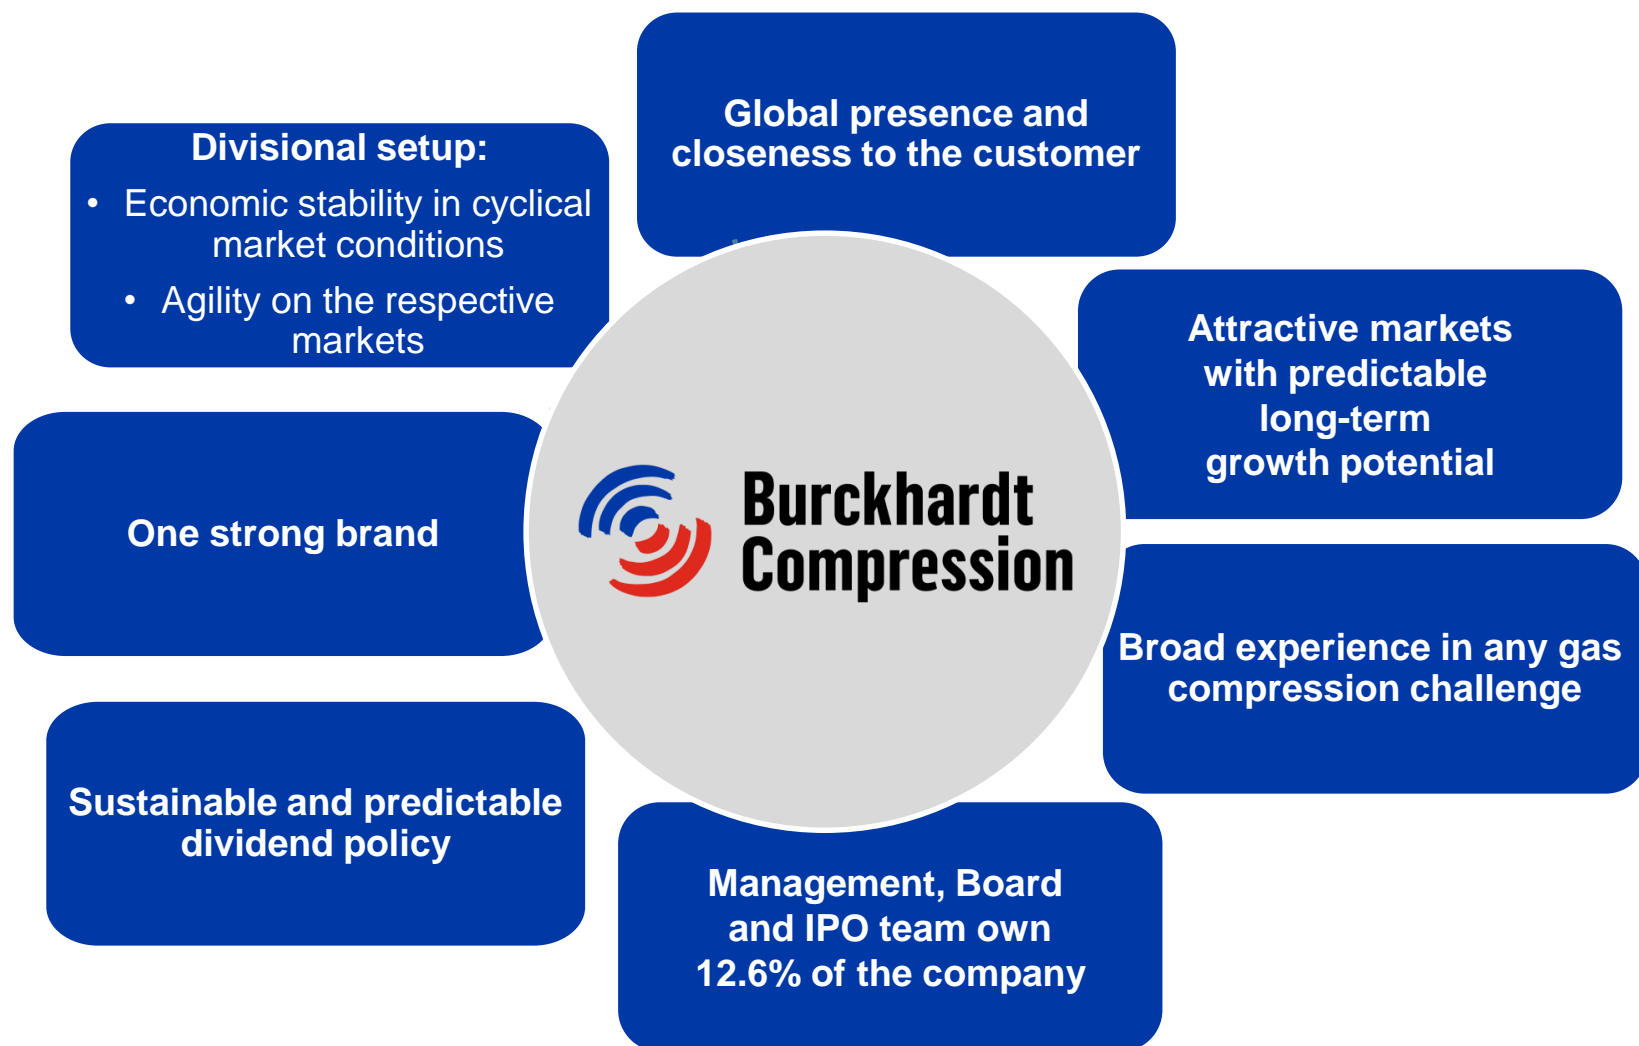 Global presence and
closeness to the customer
Divisional setup:
• Economic stability in cyclical
market conditions
• Agility on the respective
markets
Attractive markets
with predictable
long-term
growth potential
One strong brand
Burckhardt
Compression
Broad experience in any gas
compression challenge
Sustainable and predictable
dividend policy
Management, Board
and IPO team own
12.6% of the company